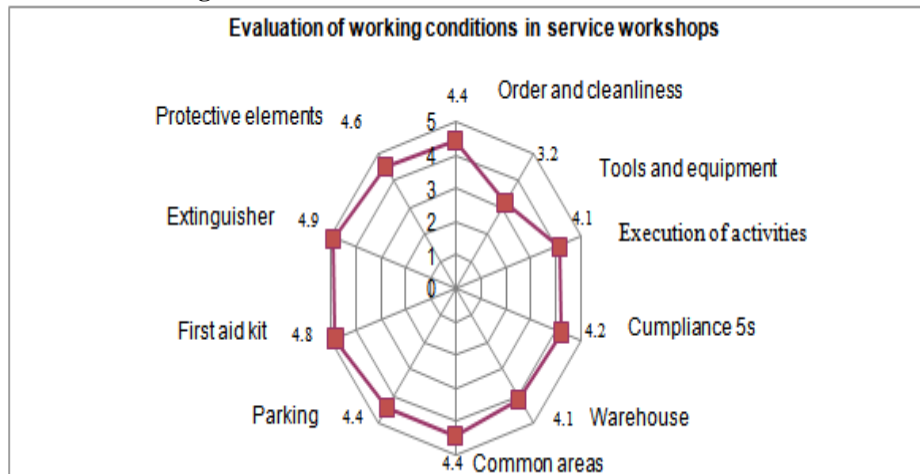 Evaluation of working conditions in service workshops
4.4 Order and cleanliness
Protective elements 4.6
5
3.2
4
Tools and equipment
3
Extinguisher 4.9
4.1
Execution of activities
2
1
0
First aid kit 4.8
4.2 Cumpliance 5s
Parking 4.4
4.1 Warehouse
4.4 Common areas